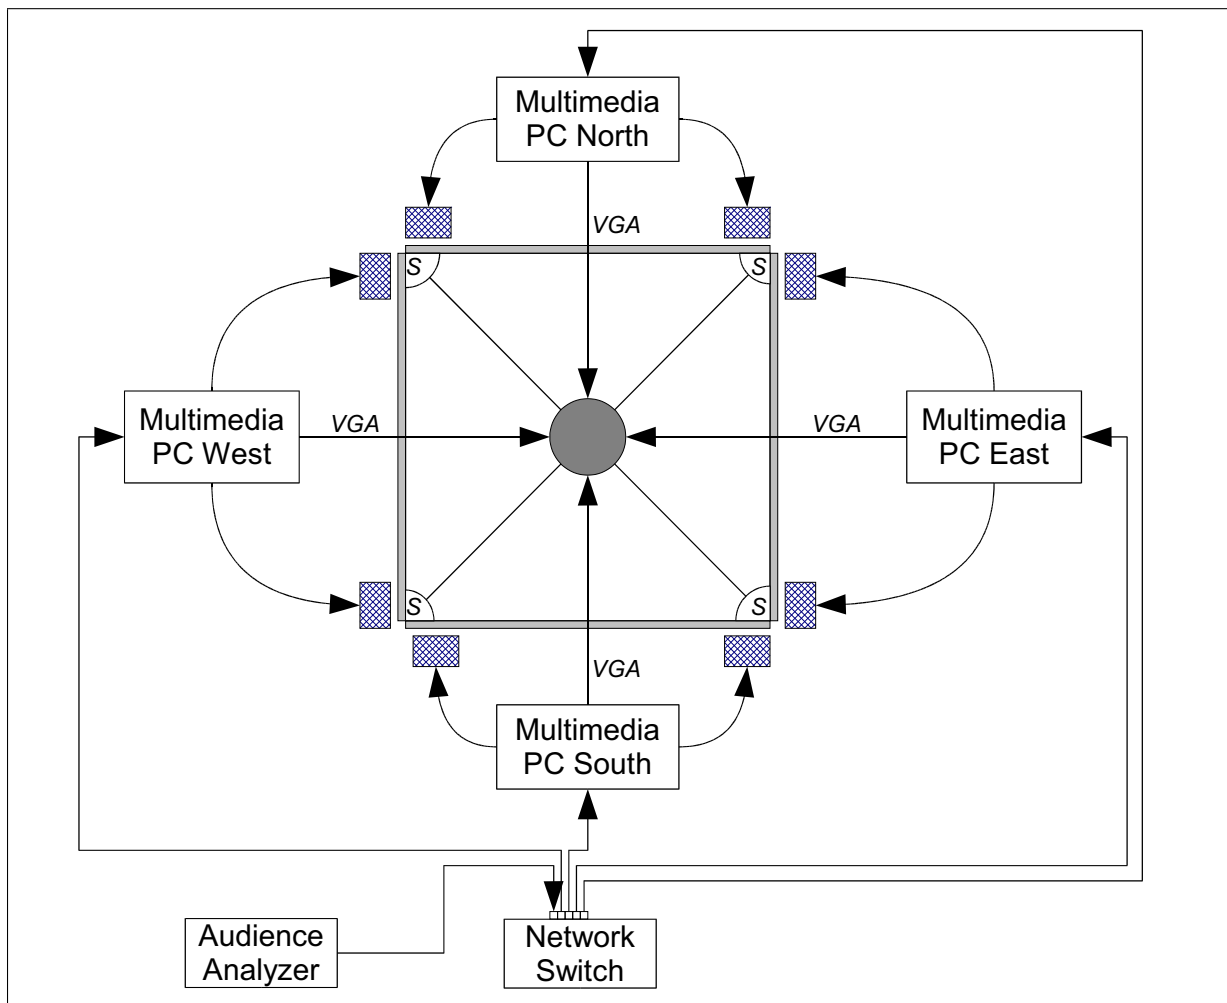 Multimedia
PC North
VGA
S
S
Multimedia
PC West
VGA
VGA
Multimedia
PC East
S
S
VGA
Multimedia
PC South
Audience
Analyzer
Network
Switch